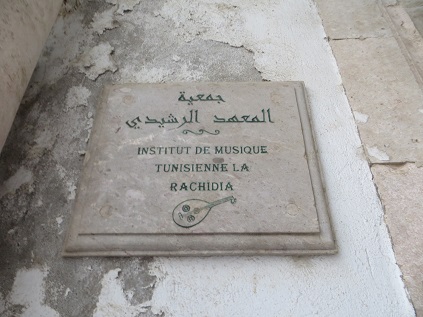 جمعية
المعهد الرشيدي
INSTITUT DE MUSIQUE
TUNISIENNE LA
RACHIDIA